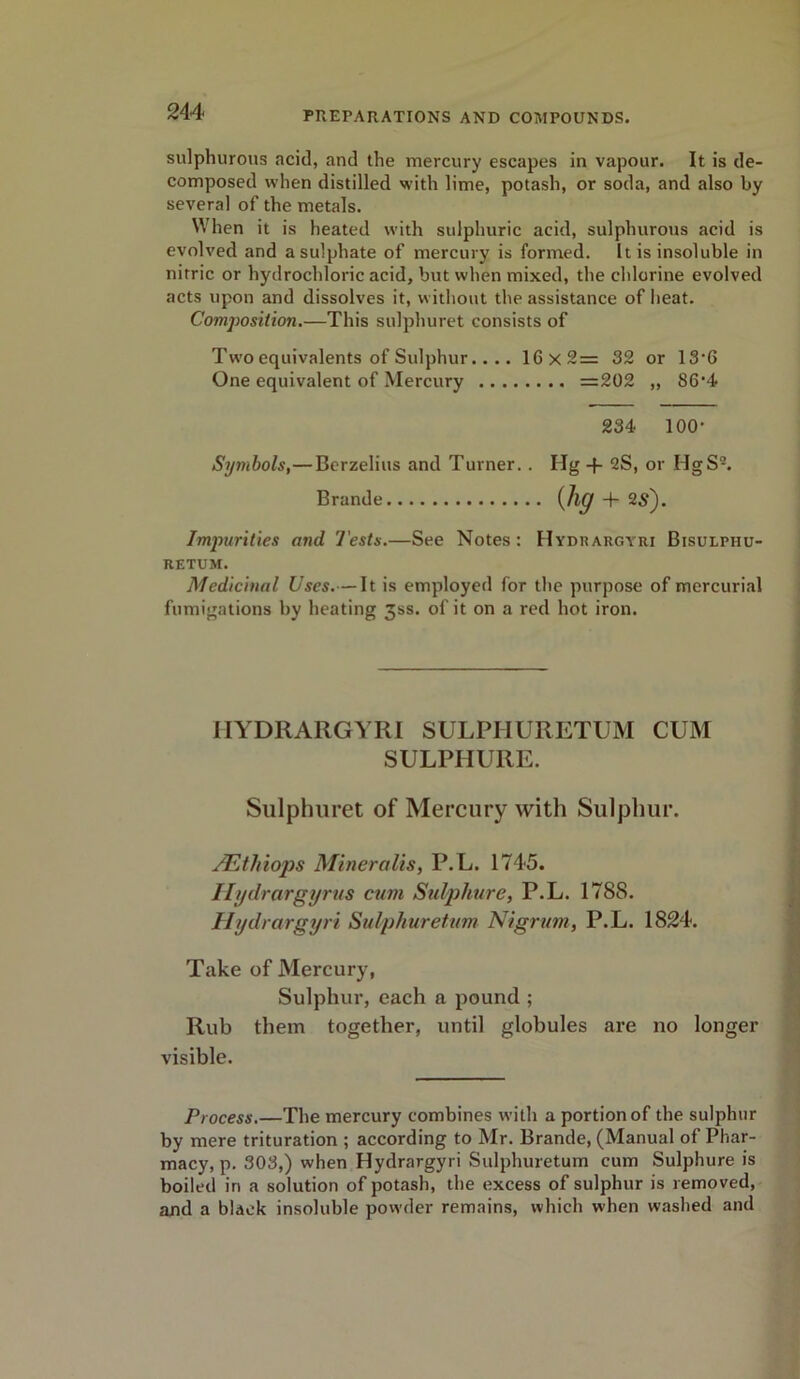 244
PREPARATIONS AND COMPOUNDS.
sulphurous acid, and the mercury escapes in vapour. It is de-
composed when distilled with lime, potash, or soda, and also by
several of the metals.
When it is heated with sulphuric acid, sulphurous acid is
evolved and a sulphate of mercury is formed. It is insoluble in
nitric or hydrochloric acid, but when mixed, the chlorine evolved
acts upon and dissolves it, without the assistance of heat.
Composition.—This sulphuret consists of
Two equivalents of Sulphur.... 16 × 2= 32 or 13·6
One equivalent of Mercury ........ =202 „ 86·4
234 100·
Symbols,—Berzelius and Turner.. Hg + 2S, or HgS².
Brande.............. (hg + 2s).
Impurities and Tests.—See Notes: HYDRARGYRI BISULPHU-
RETUM.
Medicinal Uses.—It is employed for the purpose of mercurial
fumigations by heating ʒss. of it on a red hot iron.
HYDRARGYRI SULPHURETUM CUM
SULPHURE.
Sulphuret of Mercury with Sulphur.
Æthiops Mineralis, P.L. 1745.
Hydrargyrus cum Sulphure, P.L. 1788.
Hydrargyri Sulphuretum Nigrum, P.L. 1824.
Take of Mercury,
Sulphur, each a pound ;
Rub them together, until globules are no longer
visible.
Process.—The mercury combines with a portion of the sulphur
by mere trituration ; according to Mr. Brande, (Manual of Phar-
macy, p. 303,) when Hydrargyri Sulphuretum cum Sulphure is
boiled in a solution of potash, the excess of sulphur is removed,
and a black insoluble powder remains, which when washed and